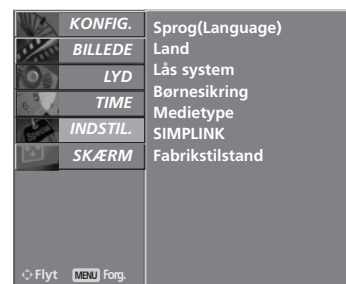 KONFIG.
BILLEDE
LYD
TIME
INDSTIL.
SKÆRM
Sprog(Language)
Land
Lås system
Børnesikring
Medietype
SIMPLINK
Fabrikstilstand
Flyt MENU Forg.